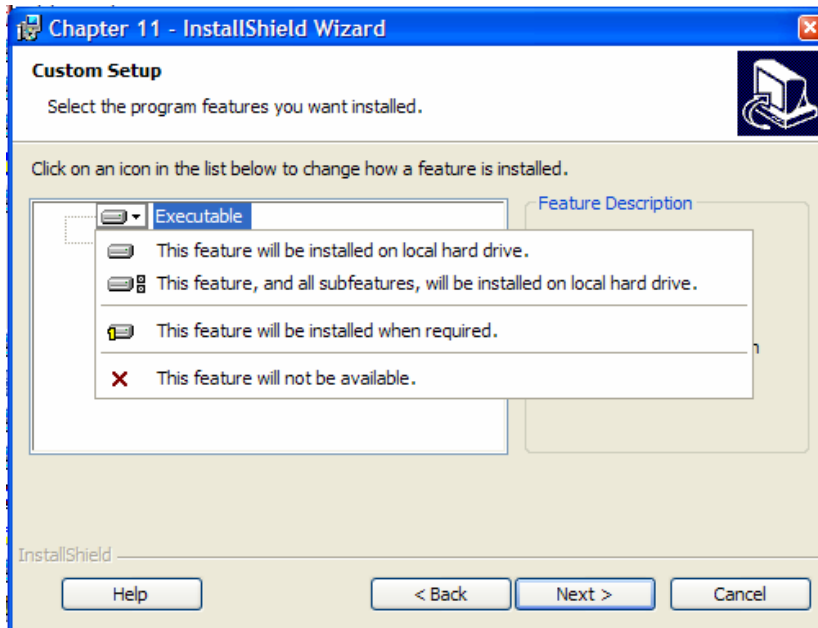 Chapter 11 - InstallShield Wizard
Custom Setup
Select the program features you want installed.
Click on an icon in the list below to change how a feature is installed.
Executable
Feature Description
This feature will be installed on local hard drive.
This feature, and all subfeatures, will be installed on local hard drive.
This feature will be installed when required.
This feature will not be available.
InstallShield
Help
< Back
Next >
Cancel